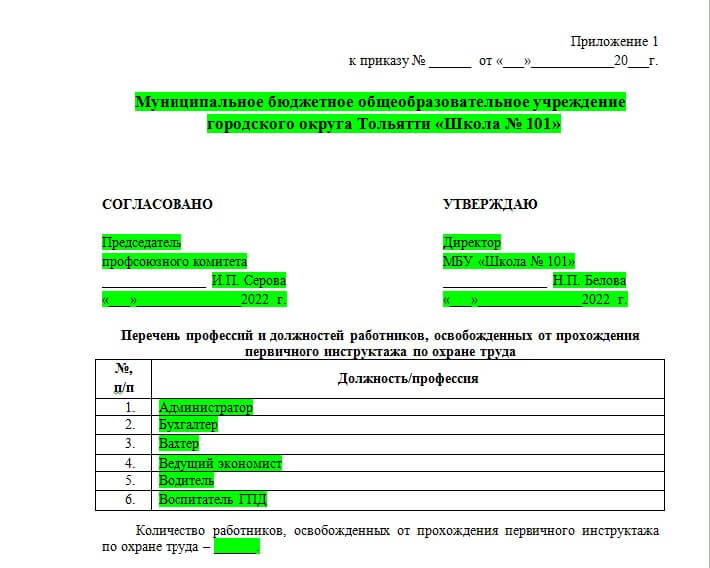 Приложение 1
к приказу № ______ от «___»____________20___г.
Муниципальное бюджетное общеобразовательное учреждение
городского округа Тольятти «Школа № 101»
СОГЛАСОВАНО УТВЕРЖДАЮ
Председатель Директор
профсоюзного комитета МБУ «Школа № 101»
_______________ И.П. Серова _______________ Н.П. Белова
«___»_______________2022 г. «___»_______________2022 г.
Перечень профессий и должностей работников, освобожденных от прохождения
первичного инструктажа по охране труда
№, п/п Должность/профессия
1. Администратор
2. Бухгалтер
3. Вахтер
4. Ведущий экономист
5. Водитель
6. Воспитатель ГПД
Количество работников, освобожденных от прохождения первичного инструктажа
по охране труда – ______.